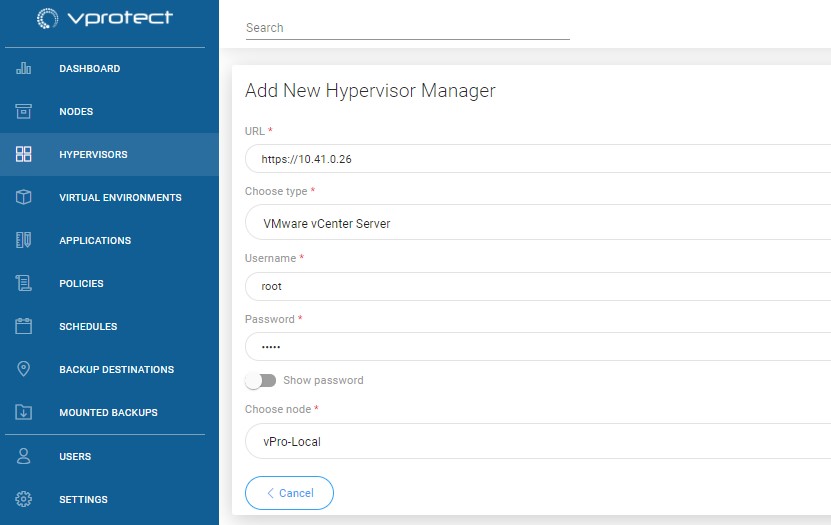 vprotect
DASHBOARD
NODES
HYPERVISORS
VIRTUAL ENVIRONMENTS
APPLICATIONS
POLICIES
SCHEDULES
BACKUP DESTINATIONS
MOUNTED BACKUPS
USERS
SETTINGS
Search
Add New Hypervisor Manager
URL *
https://10.41.0.26
Choose type *
VMware vCenter Server
Username *
root
Password *
•••••
Show password
Choose node *
vPro-Local
Cancel